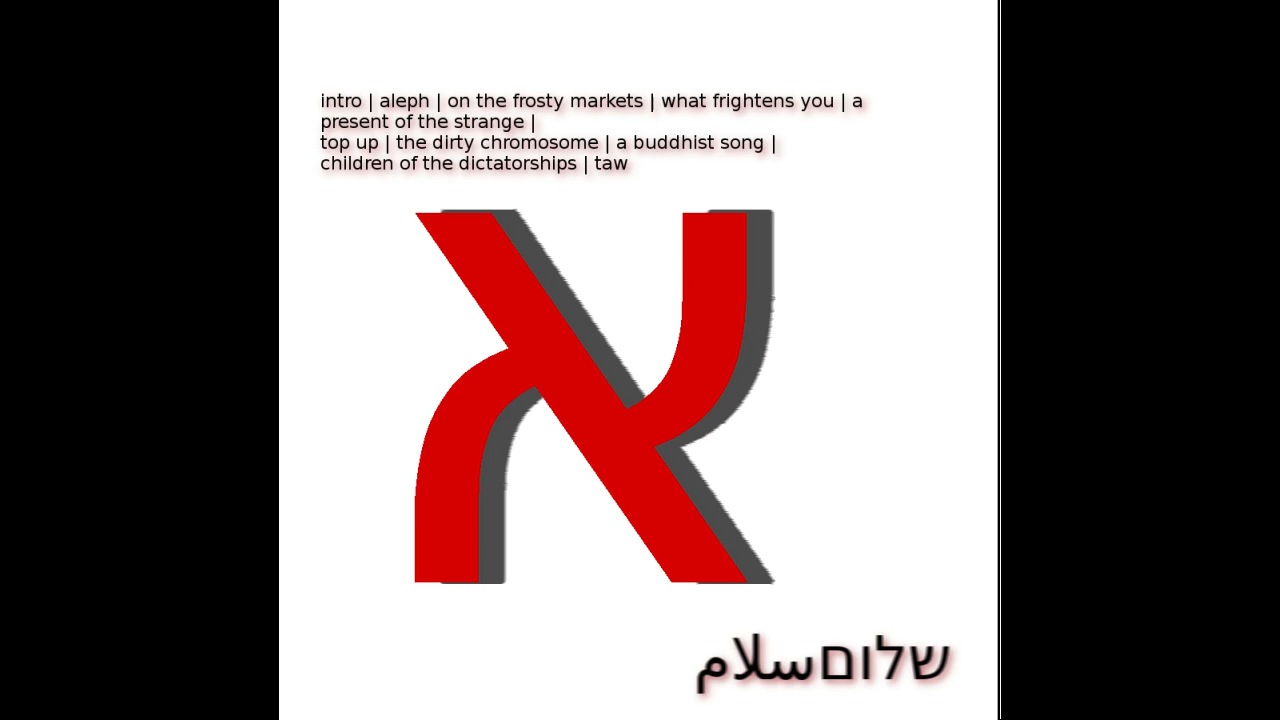 intro | aleph | on the frosty markets | what frightens you | a
present of the strange |
top up | the dirty chromosome | a buddhist song |
children of the dictatorships | taw
א
שלוםسلام